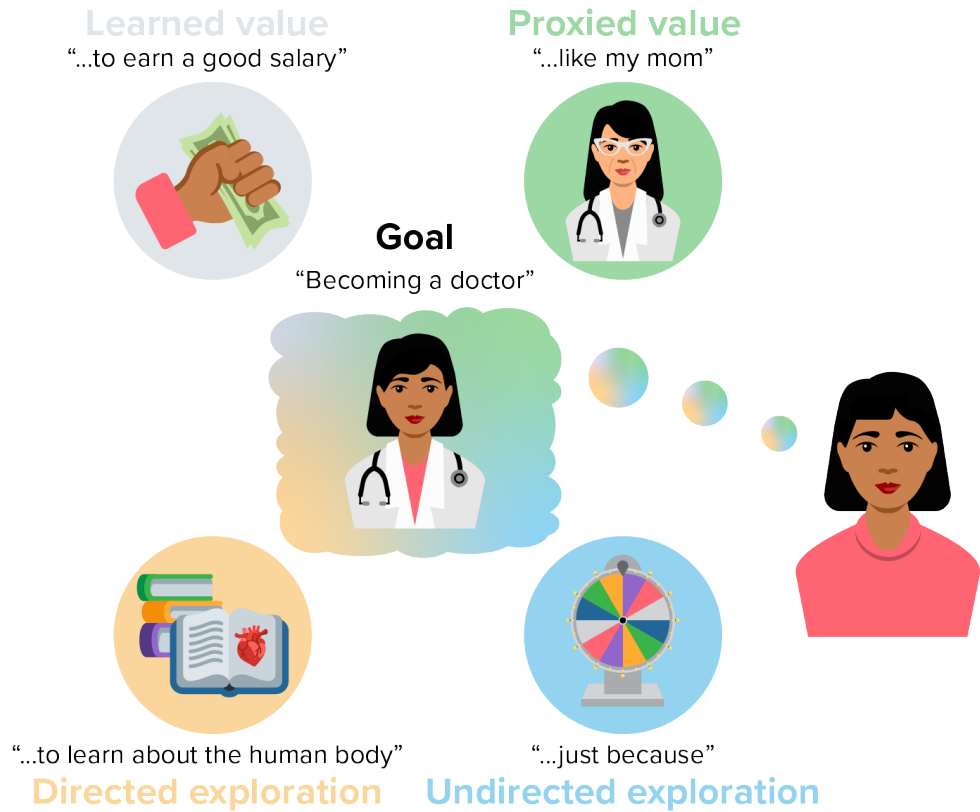 Learned value
“...to earn a good salary”
Proxied value
“...like my mom”
Goal
“Becoming a doctor”
“...to learn about the human body”
Directed exploration
“...just because”
Undirected exploration